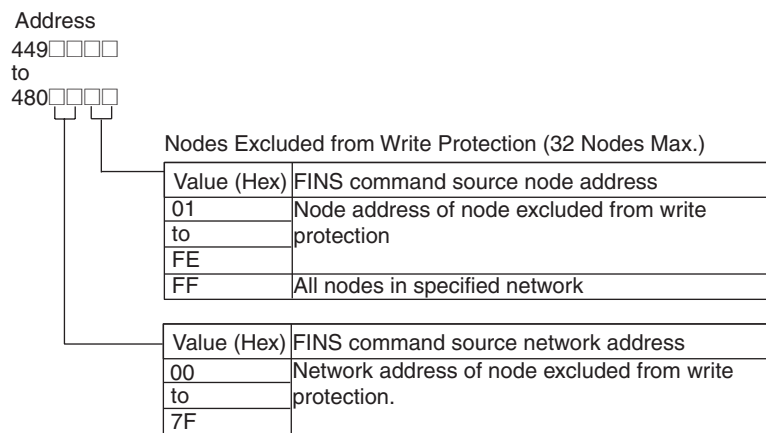 Address
449□□□□
to
480□□□□
Nodes Excluded from Write Protection (32 Nodes Max.)
Value (Hex) FINS command source node address
01 Node address of node excluded from write
to protection
FE
FF All nodes in specified network
Value (Hex) FINS command source network address
00 Network address of node excluded from write
to protection.
7F